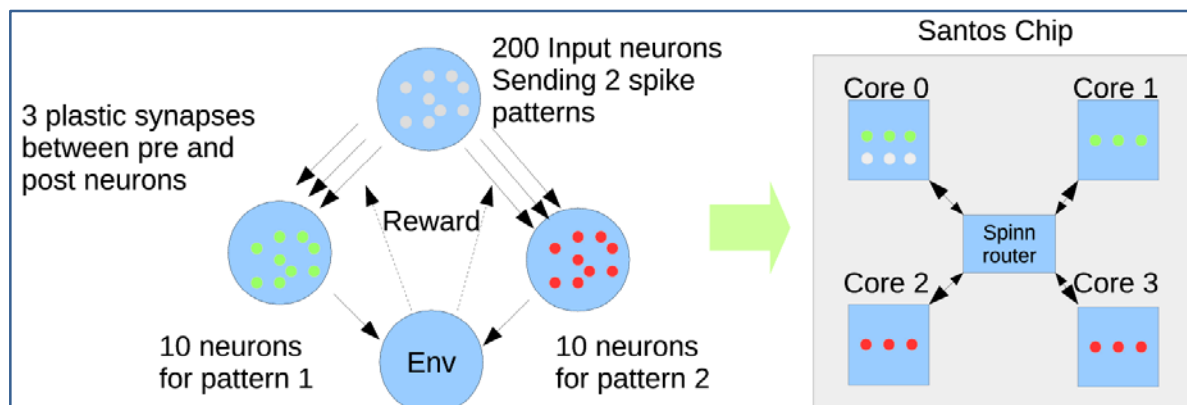 200 Input neurons
Sending 2 spike
patterns
3 plastic synapses
between pre and
post neurons
Reward
Env
10 neurons
for pattern 1
10 neurons
for pattern 2
Santos Chip
Core 0
Core 1
Spinn
router
Core 2
Core 3